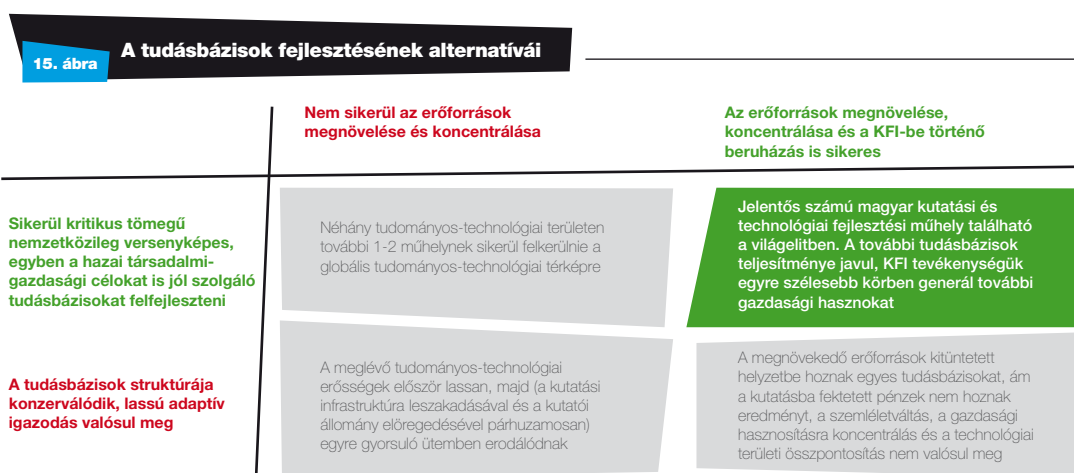 15. ábra
A tudásbázisok fejlesztésének alternatívái
Nem sikerül az erőforrások
megnövelése és koncentrálása
Az erőforrások megnövelése,
koncentrálása és a KFI-be történő
beruházás is sikeres
Sikerül kritikus tömegű
nemzetközileg versenyképes,
egyben a hazai társadalmi-
gazdasági célokat is jól szolgáló
tudásbázisokat felfejleszteni
Néhány tudományos-technológiai területen
további 1-2 műhelynek sikerül felkerülnie a
globális tudományos-technológiai térképre
Jelentős számú magyar kutatási és
technológiai fejlesztési műhely található
a világelitben. A további tudásbázisok
teljesítménye javul, KFI tevékenységük
egyre szélesebb körben generál további
gazdasági hasznokat
A tudásbázisok struktúrája
konzerválódik, lassú adaptív
igazodás valósul meg
A meglévő tudományos-technológiai
erősségek először lassan, majd (a kutatási
infrastruktúra leszakadásával és a kutatói
állomány elöregedésével párhuzamosan)
egyre gyorsuló ütemben erodálódnak
A megnövekedő erőforrások kitüntetett
helyzetbe hoznak egyes tudásbázisokat, ám
a kutatásba fektetett pénzek nem hoznak
eredményt, a szemléletváltás, a gazdasági
hasznosításra koncentrálás és a technológiai
területi összpontosítás nem valósul meg